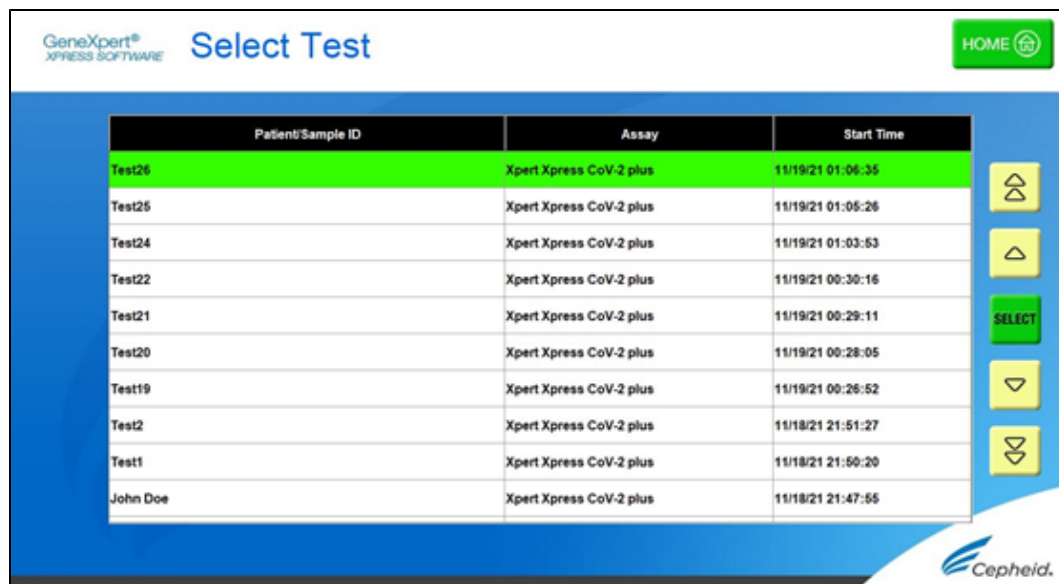 GeneXpert®
XPRESS SOFTWARE
Select Test
HOME
Patient/Sample ID Assay Start Time
Test26 Xpert Xpress CoV-2 plus 11/19/21 01:06:35
Test25 Xpert Xpress CoV-2 plus 11/19/21 01:05:26
Test24 Xpert Xpress CoV-2 plus 11/19/21 01:03:53
Test22 Xpert Xpress CoV-2 plus 11/19/21 00:30:16
Test21 Xpert Xpress CoV-2 plus 11/19/21 00:29:11
Test20 Xpert Xpress CoV-2 plus 11/19/21 00:28:05
Test19 Xpert Xpress CoV-2 plus 11/19/21 00:26:52
Test2 Xpert Xpress CoV-2 plus 11/18/21 21:51:27
Test1 Xpert Xpress CoV-2 plus 11/18/21 21:50:20
John Doe Xpert Xpress CoV-2 plus 11/18/21 21:47:55
SELECT
Cepheid.